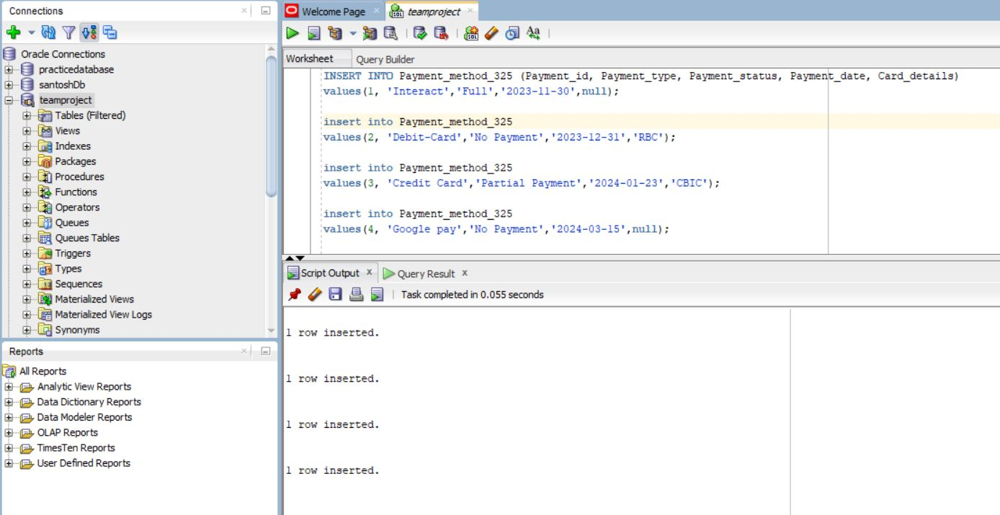 Connections
Oracle Connections
practicedatabase
santoshDb
teamproject
Tables (Filtered)
Views
Indexes
Packages
Procedures
Functions
Operators
Queues
Queues Tables
Triggers
Types
Sequences
Materialized Views
Materialized View Logs
Synonyms
Reports
All Reports
Analytic View Reports
Data Dictionary Reports
Data Modeler Reports
OLAP Reports
TimesTen Reports
User Defined Reports
Welcome Page
teamproject
Worksheet Query Builder
INSERT INTO Payment_method_325 (Payment_id, Payment_type, Payment_status, Payment_date, Card_details)
values(1, 'Interact','Full','2023-11-30',null);
insert into Payment_method_325
values(2, 'Debit-Card','No Payment','2023-12-31','RBC');
insert into Payment_method_325
values(3, 'Credit Card','Partial Payment','2024-01-23','CBIC');
insert into Payment_method_325
values(4, 'Google pay','No Payment','2024-03-15',null);
Script Output x Query Result x
Task completed in 0.055 seconds
1 row inserted.
1 row inserted.
1 row inserted.
1 row inserted.